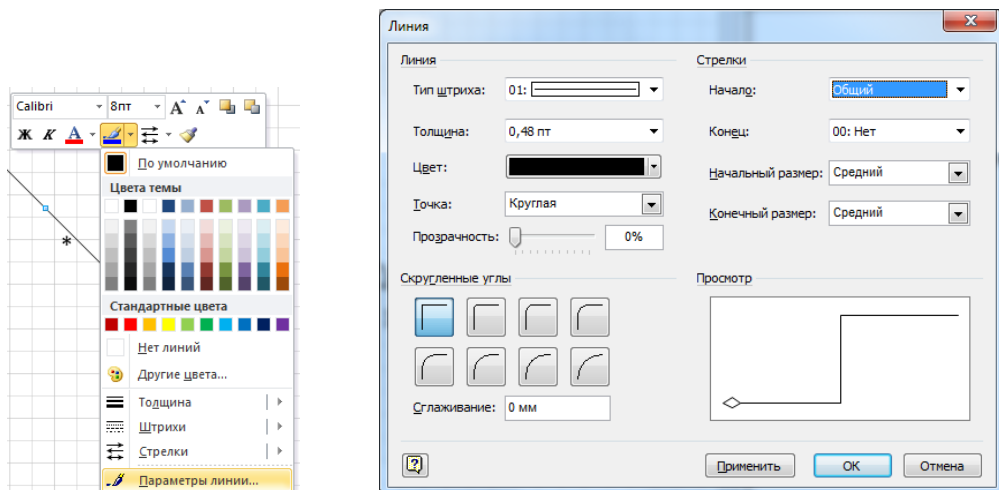 Calibri 8пт А А
Ж К А
По умолчанию
Цвета темы
*
Стандартные цвета
Нет линий
Другие цвета...
Толщина
Штрихи
Стрелки
Параметры линии...
Линия
Линия
Тип штриха: 01:
Толщина: 0,48 пт
Цвет:
Точка: Круглая
Прозрачность: 0%
Стрелки
Начало: Общий
Конец: 00: Нет
Начальный размер: Средний
Конечный размер: Средний
Скругленные углы
Сглаживание: 0 мм
Просмотр
Применить ОК Отмена